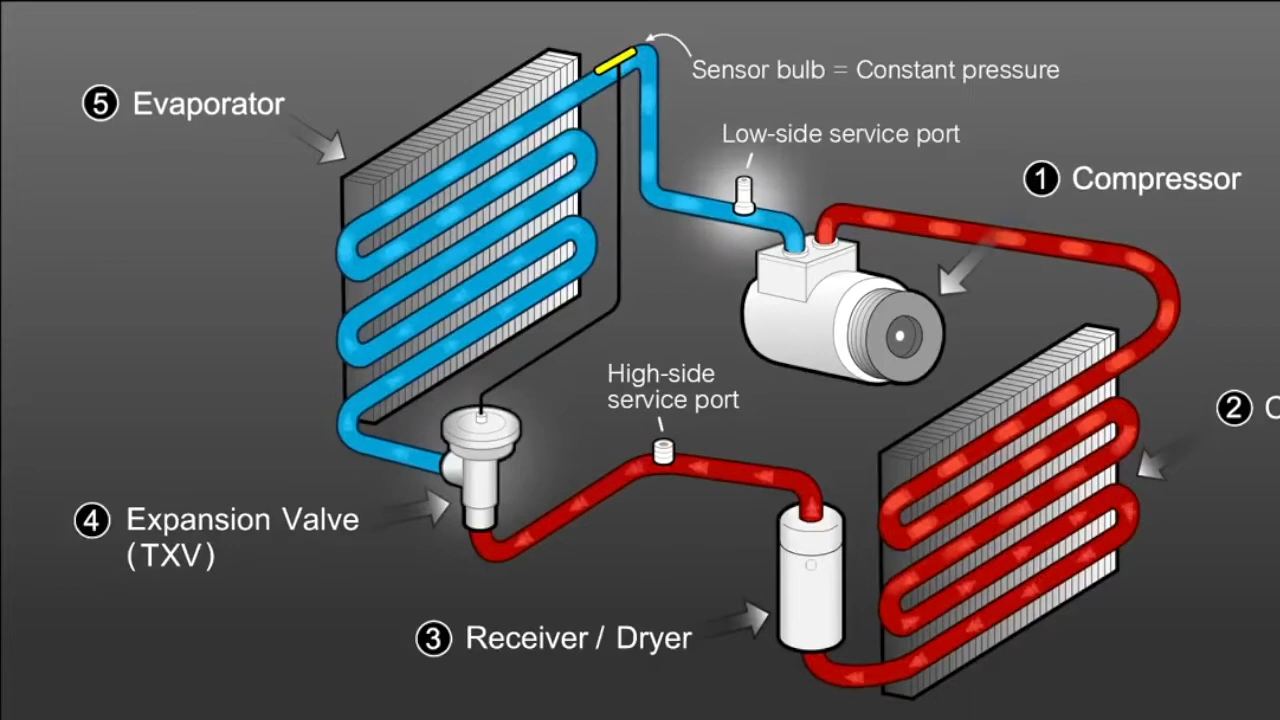 5 Evaporator
Sensor bulb = Constant pressure
Low-side service port
1 Compressor
High-side
service port
2
4 Expansion Valve
(TXV)
3 Receiver / Dryer